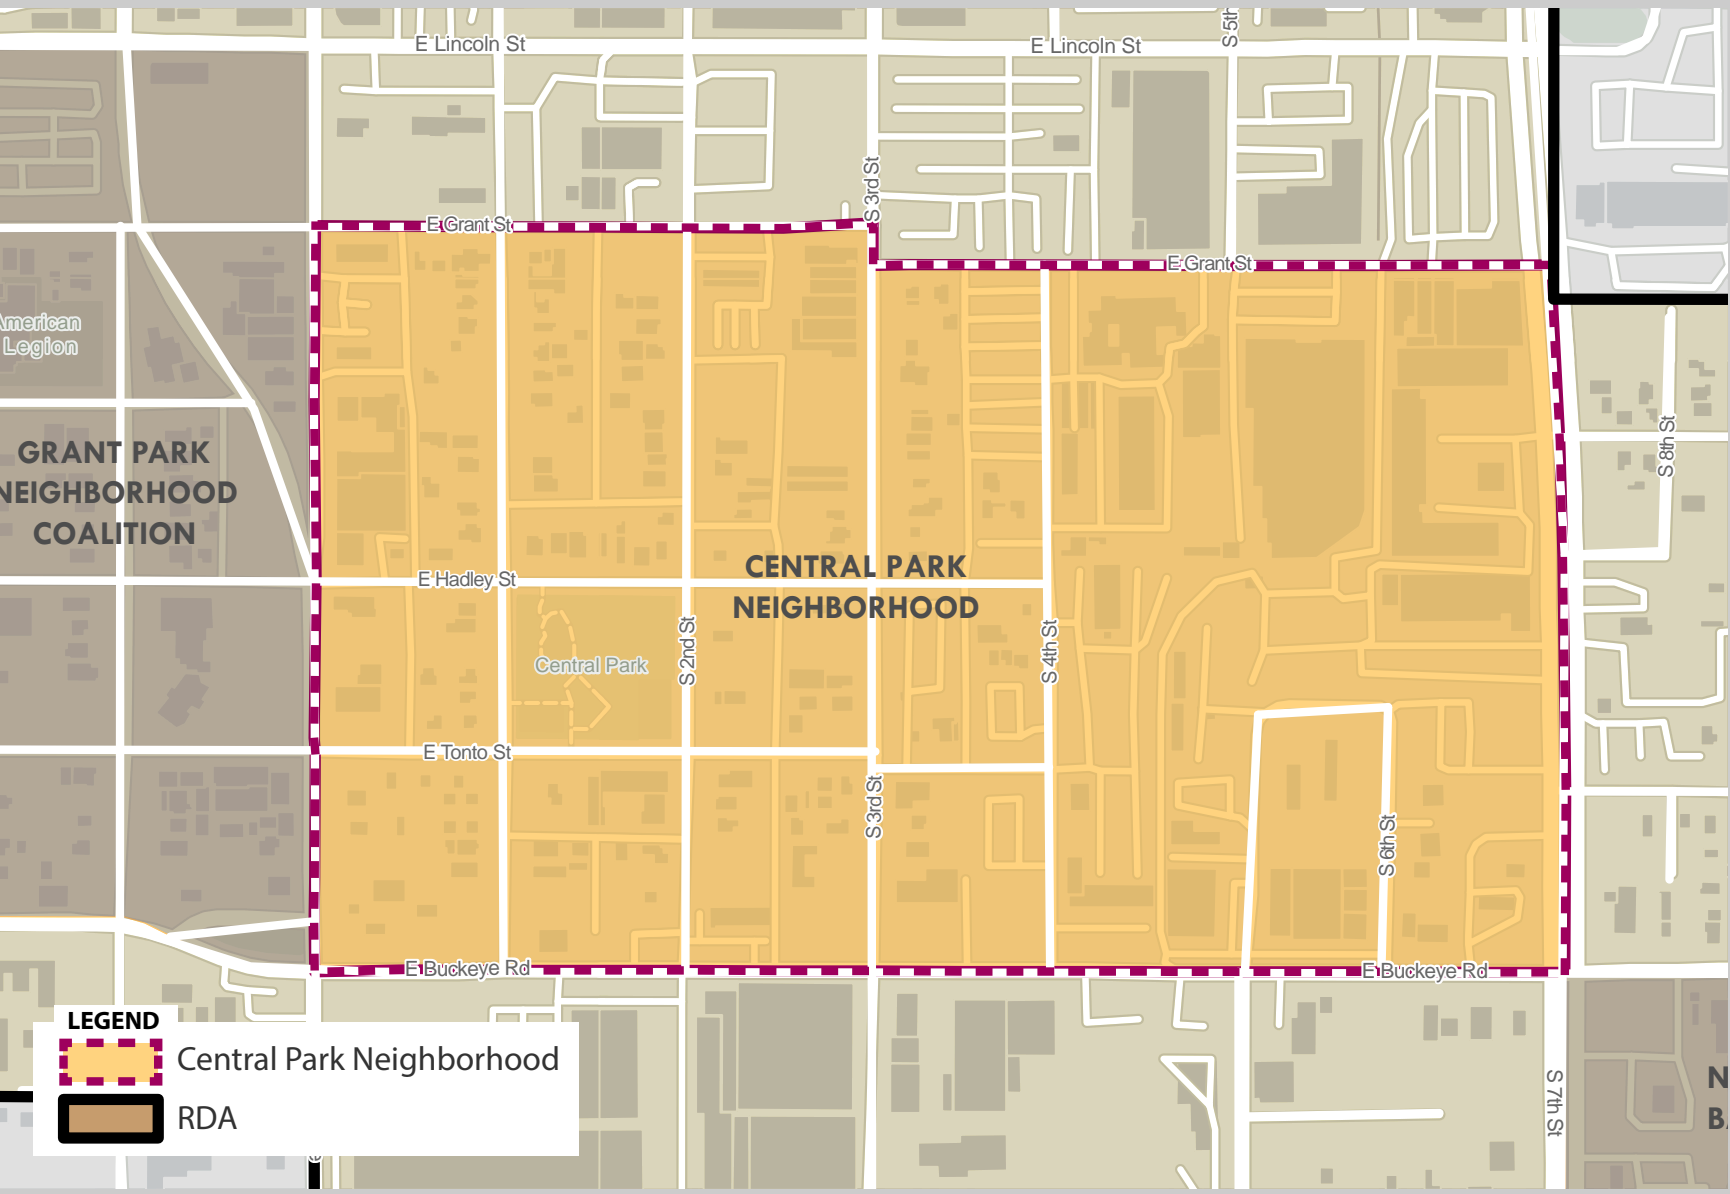 E Lincoln St
E Lincoln St
S 5th
S 3rd St
E Grant St
E Grant St
American
Legion
GRANT PARK
NEIGHBORHOOD
COALITION
S 8th St
CENTRAL PARK
NEIGHBORHOOD
E Hadley St
S 2nd St
S 4th St
Central Park
E Tonto St
S 3rd St
S 6th St
E Buckeye Rd
E Buckeye Rd
LEGEND
Central Park Neighborhood
RDA
S 7th St
N
BA